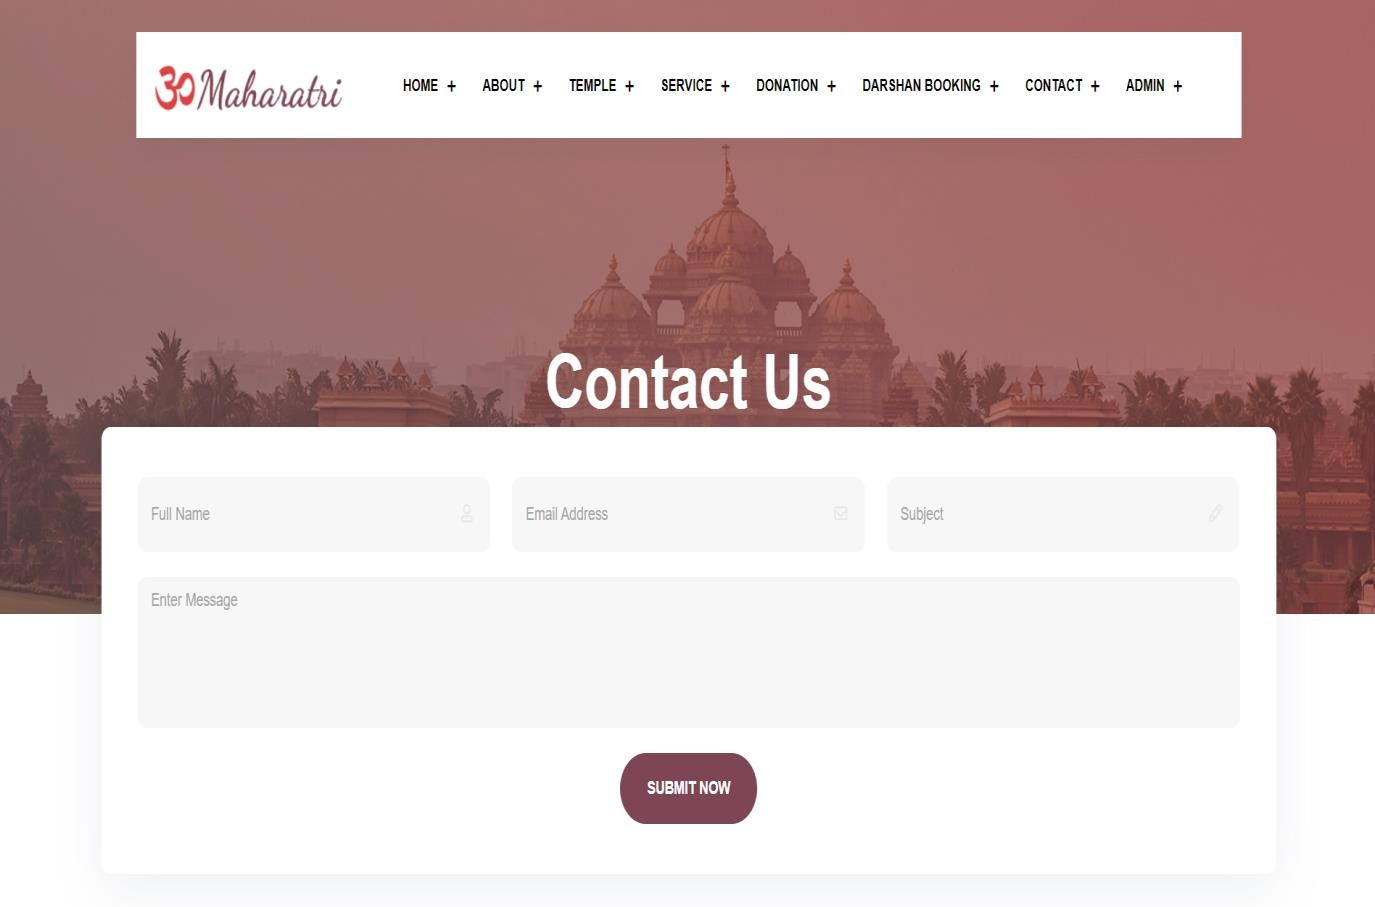 ॐ Maharatri
HOME + ABOUT + TEMPLE + SERVICE + DONATION + DARSHAN BOOKING + CONTACT + ADMIN +
Contact Us
Full Name Email Address Subject
Enter Message
SUBMIT NOW